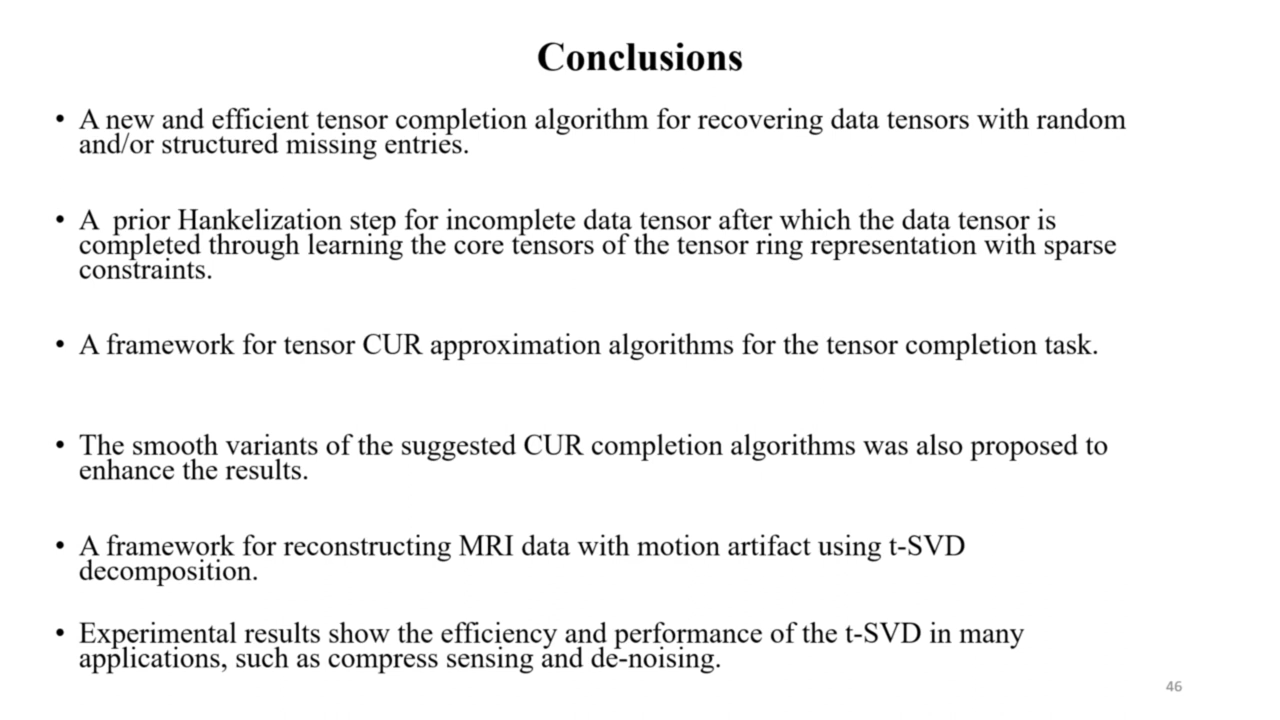 Conclusions
• A new and efficient tensor completion algorithm for recovering data tensors with random
and/or structured missing entries.
• A  prior Hankelization step for incomplete data tensor after which the data tensor is
completed through learning the core tensors of the tensor ring representation with sparse
constraints.
• A framework for tensor CUR approximation algorithms for the tensor completion task.
• The smooth variants of the suggested CUR completion algorithms was also proposed to
enhance the results.
• A framework for reconstructing MRI data with motion artifact using t-SVD
decomposition.
• Experimental results show the efficiency and performance of the t-SVD in many
applications, such as compress sensing and de-noising.
46